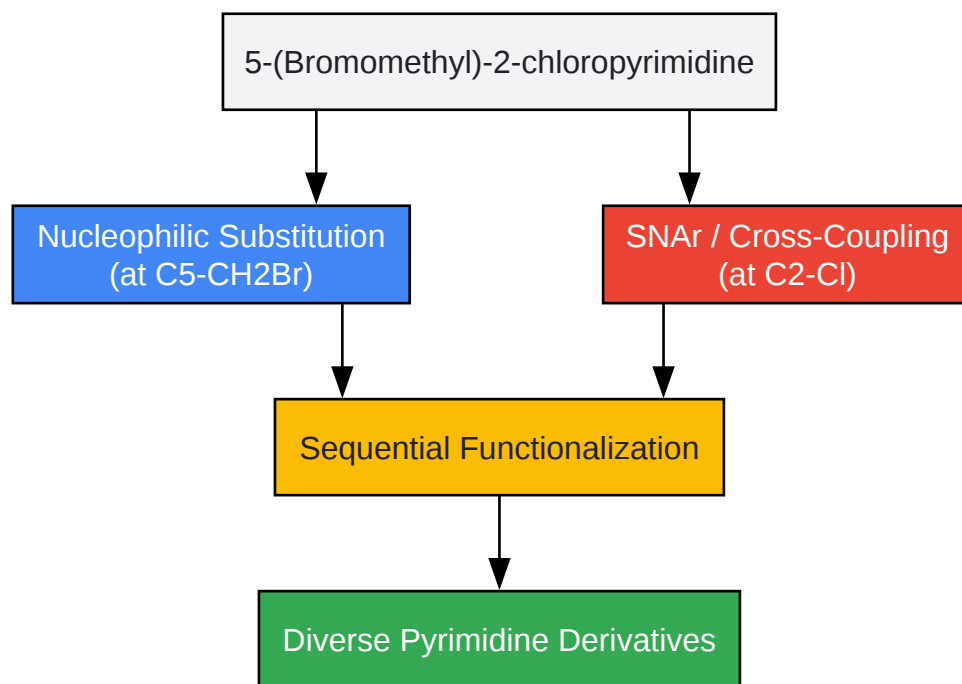 5-(Bromomethyl)-2-chloropyrimidine
Nucleophilic Substitution
(at C5-CH2Br)
SNAr / Cross-Coupling
(at C2-Cl)
Sequential Functionalization
Diverse Pyrimidine Derivatives